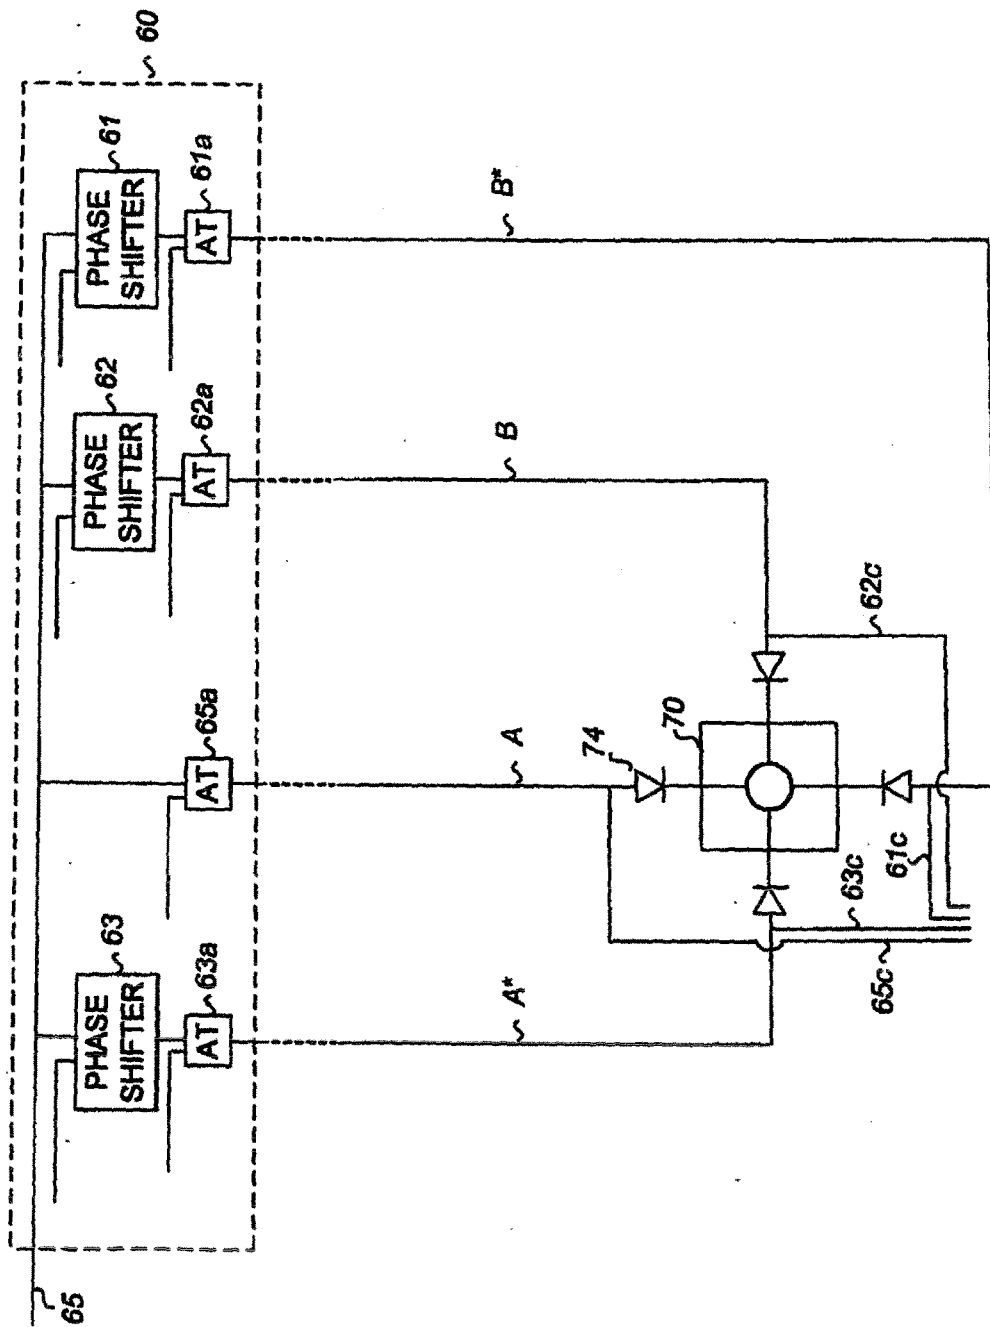 60
PHASE
SHIFTER
61
AT
61a
B*
PHASE
SHIFTER
62
AT
62a
B
62c
AT
65a
A
74
70
61c
63c
65c
PHASE
SHIFTER
63
AT
63a
A*
65